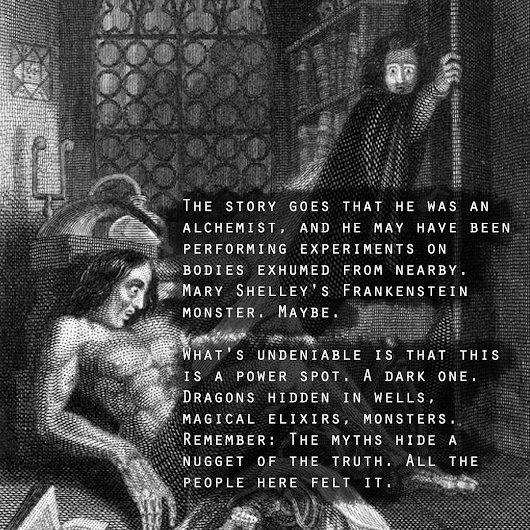 The story goes that he was an
alchemist, and he may have been
performing experiments on
bodies exhumed from nearby.
Mary Shelley's Frankenstein
monster. Maybe.
What's undeniable is that this
is a power spot. A dark one.
Dragons hidden in wells,
magical elixirs, monsters.
Remember: The myths hide a
nugget of the truth. All the
people here felt it.